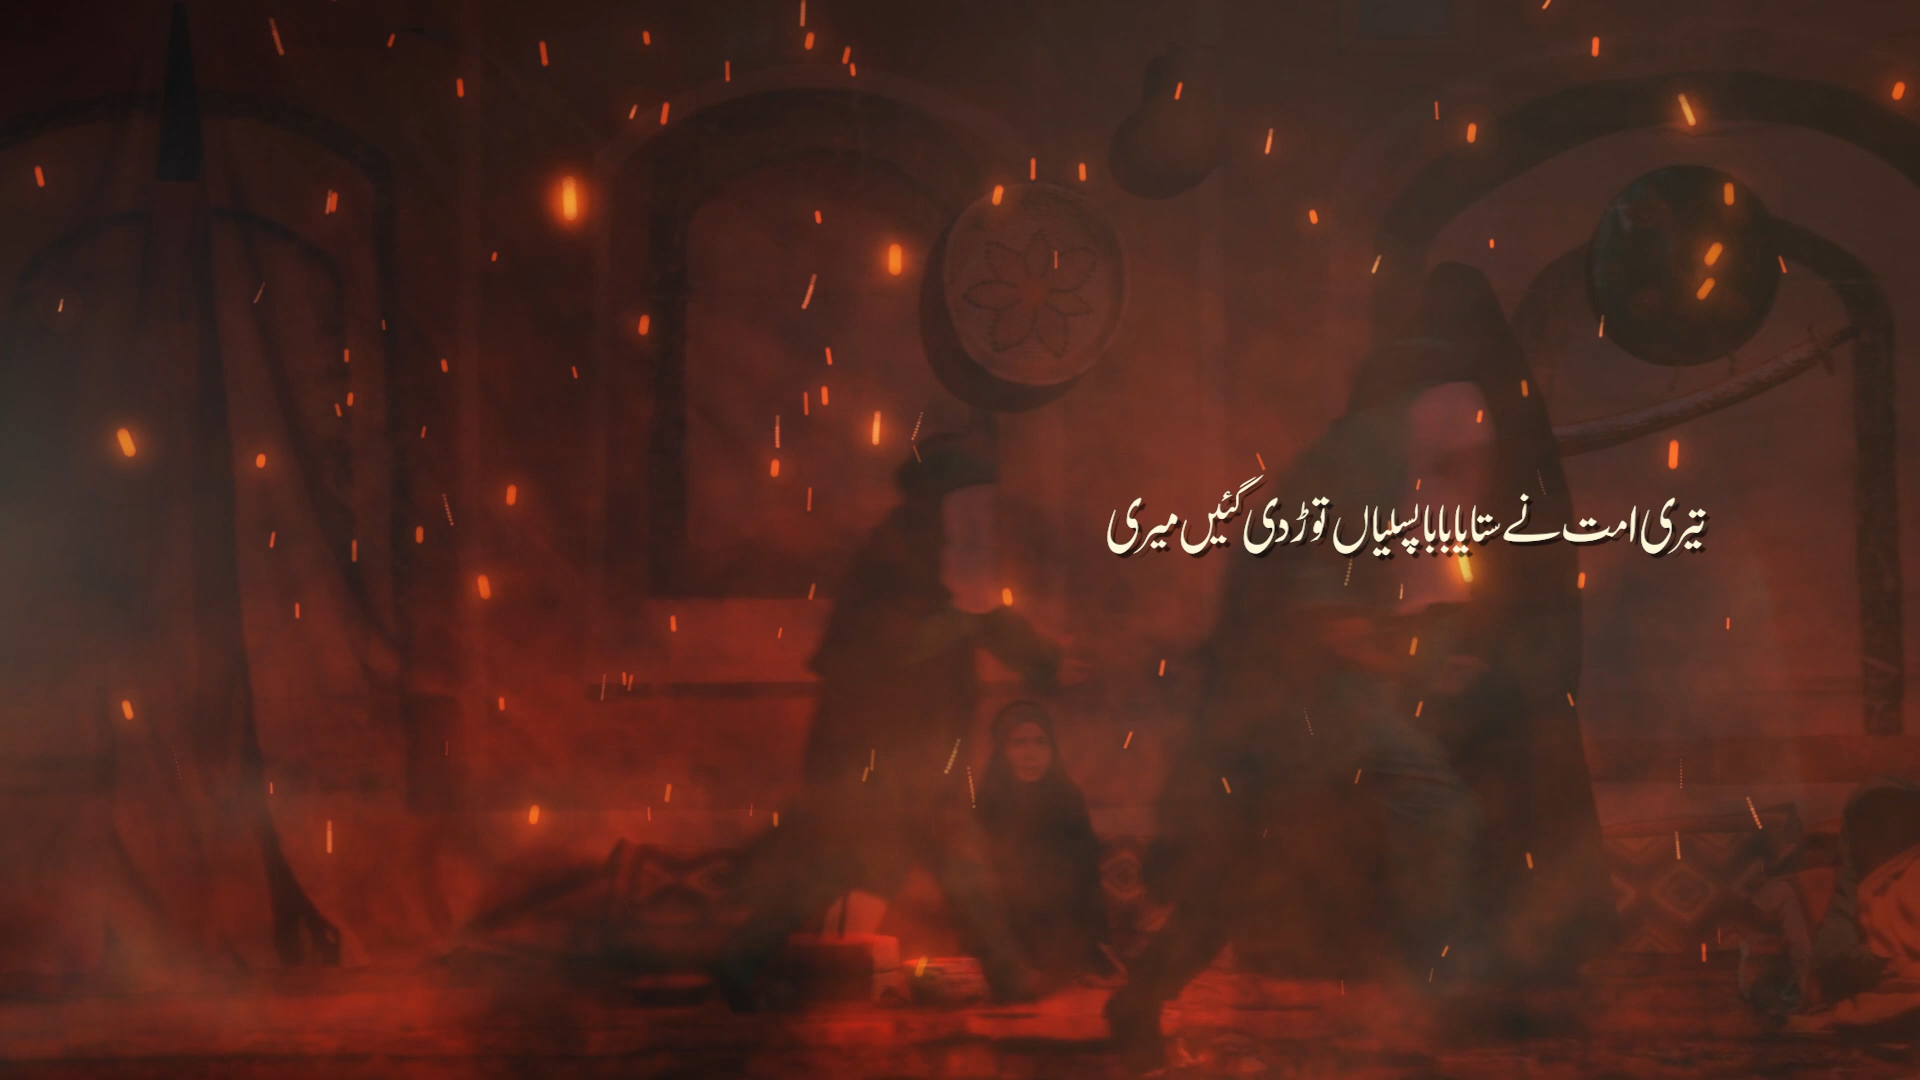 تیری امت نے ستایا بابا پسلیاں توڑ دی گئیں میری